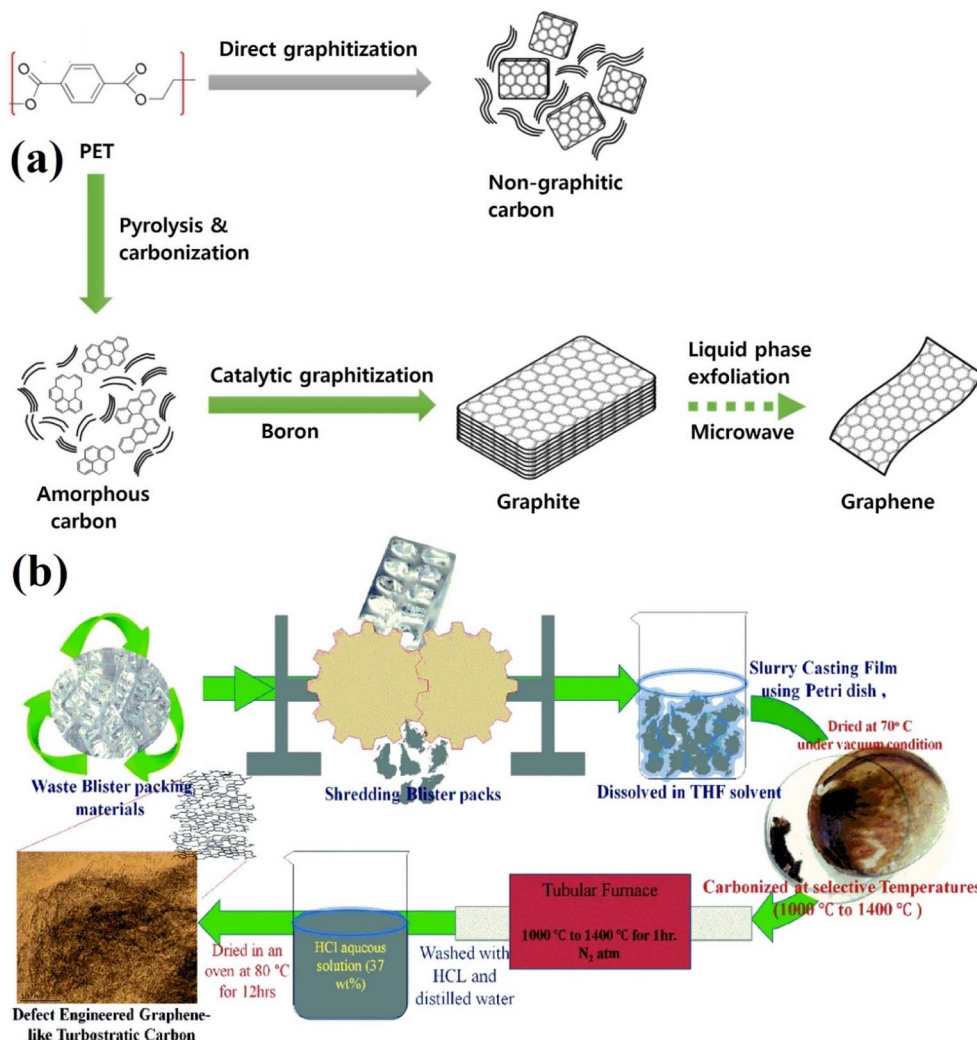 Direct graphitization
O
O
O
O
(a)
PET
Non-graphitic
carbon
Pyrolysis &
carbonization
Catalytic graphitization
Boron
Liquid phase
exfoliation
Microwave
Amorphous
carbon
Graphite
Graphene
(b)
Waste Blister packing
materials
Shredding Blister packs
Dissolved in THF solvent
Slurry Casting Film
using Petri dish ,
Dried at 70° C
under vacuum condition
Carbonized at selective Temperatures
(1000 °C to 1400 °C )
Tubular Furnace
1000 °C to 1400 °C for 1hr.
N₂ atm
Washed with
HCL and
distilled water
HCl aqucous
solution (37
wt%)
Dried in an
oven at 80 °C
for 12hrs
Defect Engineered Graphene-
like Turbostratic Carbon